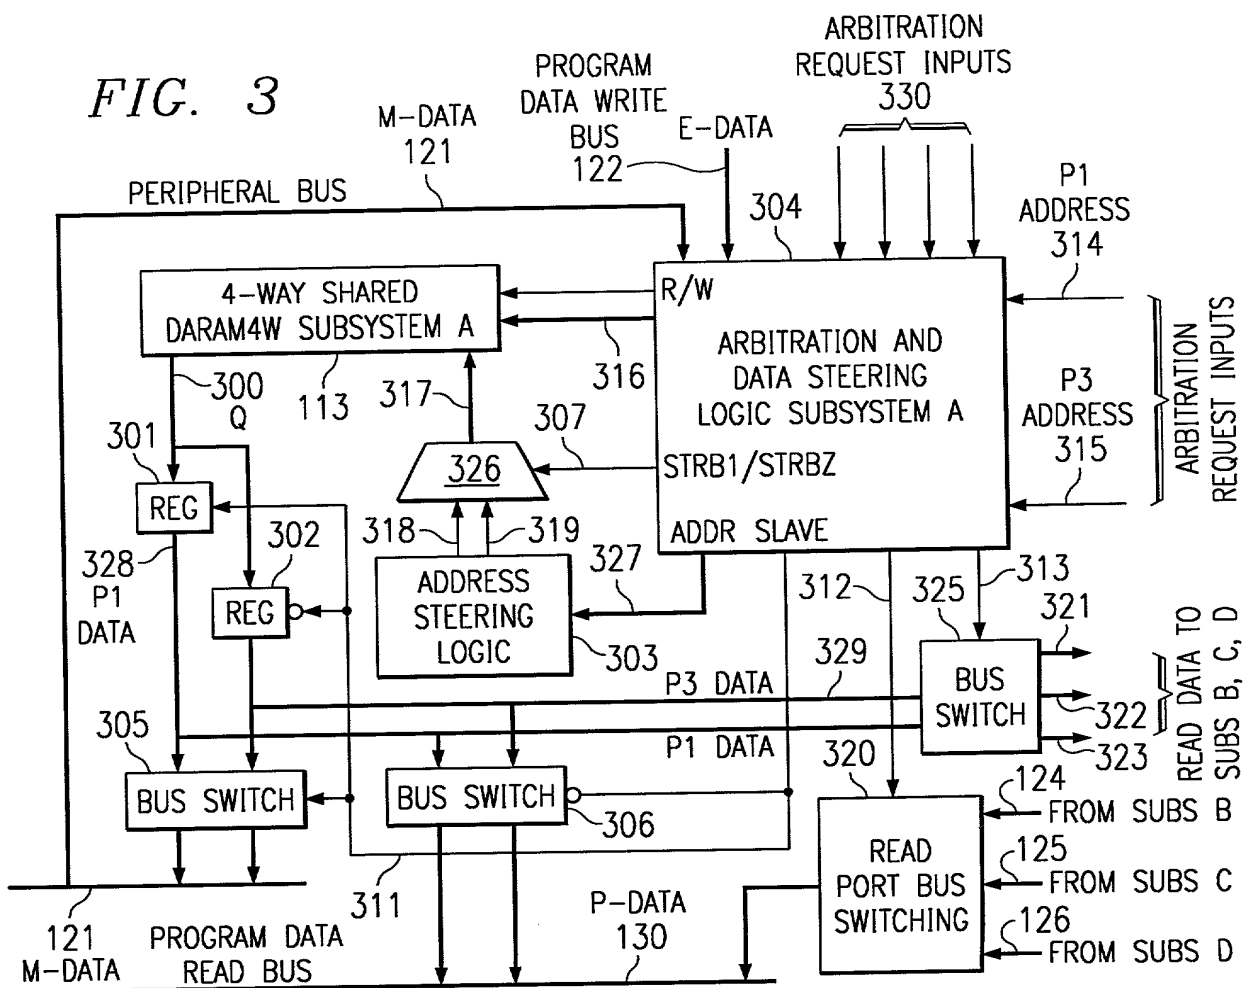 FIG. 3
ARBITRATION
REQUEST INPUTS
330
PROGRAM
DATA WRITE
BUS
122
E-DATA
M-DATA
121
PERIPHERAL BUS
304
P1
ADDRESS
314
4-WAY SHARED
DARAM4W SUBSYSTEM A
R/W
316
ARBITRATION AND
DATA STEERING
LOGIC SUBSYSTEM A
300
Q
113
317
307
P3
ADDRESS
315
ARBITRATION
REQUEST INPUTS
301
REG
326
STRB1/STRBZ
318
319
ADDR SLAVE
302
328
P1
DATA
REG
ADDRESS
STEERING
LOGIC
327
303
312
313
325
321
BUS
SWITCH
322
323
READ DATA TO
SUBS B, C, D
P3 DATA
329
P1 DATA
305
BUS SWITCH
BUS SWITCH
306
320
READ
PORT BUS
SWITCHING
124
FROM SUBS B
125
FROM SUBS C
126
FROM SUBS D
311
121
M-DATA
PROGRAM DATA
READ BUS
P-DATA
130